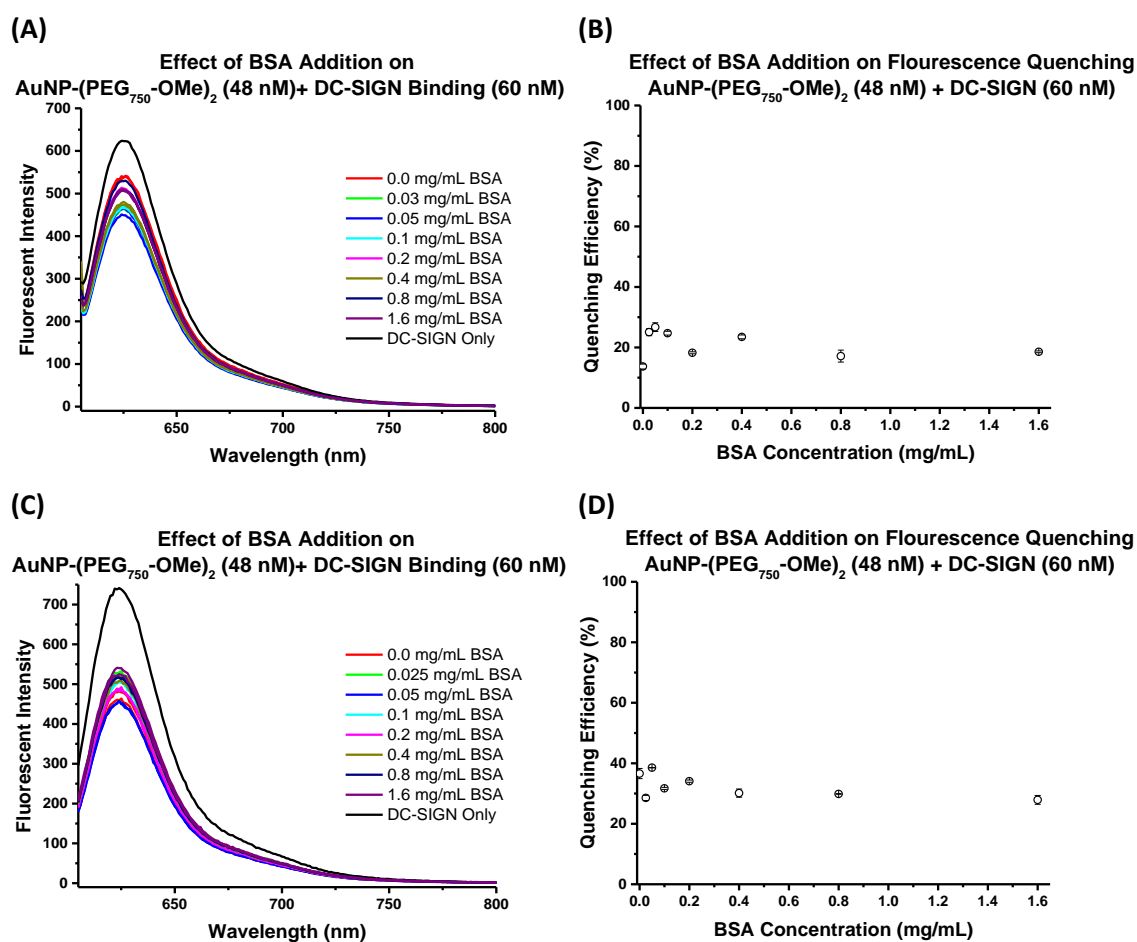 (A)
Effect of BSA Addition on
AuNP-(PEG750-OMe)2 (48 nM)+ DC-SIGN Binding (60 nM)
700
600
500
400
300
200
100
0
Fluorescent Intensity
0.0 mg/mL BSA
0.03 mg/mL BSA
0.05 mg/mL BSA
0.1 mg/mL BSA
0.2 mg/mL BSA
0.4 mg/mL BSA
0.8 mg/mL BSA
1.6 mg/mL BSA
DC-SIGN Only
650 700 750 800
Wavelength (nm)
(B)
Effect of BSA Addition on Flourescence Quenching
AuNP-(PEG750-OMe)2 (48 nM) + DC-SIGN (60 nM)
100
80
60
40
20
0
Quenching Efficiency (%)
0.0 0.2 0.4 0.6 0.8 1.0 1.2 1.4 1.6
BSA Concentration (mg/mL)
(C)
Effect of BSA Addition on
AuNP-(PEG750-OMe)2 (48 nM)+ DC-SIGN Binding (60 nM)
700
600
500
400
300
200
100
0
Fluorescent Intensity
0.0 mg/mL BSA
0.025 mg/mL BSA
0.05 mg/mL BSA
0.1 mg/mL BSA
0.2 mg/mL BSA
0.4 mg/mL BSA
0.8 mg/mL BSA
1.6 mg/mL BSA
DC-SIGN Only
650 700 750 800
Wavelength (nm)
(D)
Effect of BSA Addition on Flourescence Quenching
AuNP-(PEG750-OMe)2 (48 nM) + DC-SIGN (60 nM)
100
80
60
40
20
0
Quenching Efficiency (%)
0.0 0.2 0.4 0.6 0.8 1.0 1.2 1.4 1.6
BSA Concentration (mg/mL)